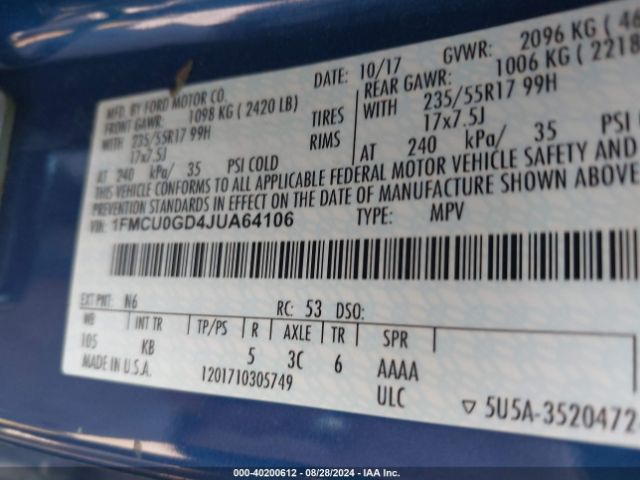 MFD. BY FORD MOTOR CO.
DATE: 10/17 GVWR: 2096 KG
FRONT GAWR: 1098 KG (2420 LB) REAR GAWR: 1006 KG (2218
WITH 235/55R17 99H TIRES WITH 235/55R17 99H
17x7.5J RIMS 17x7.5J
AT 240 kPa/ 35 PSI COLD AT 240 kPa/ 35 PSI
THIS VEHICLE CONFORMS TO ALL APPLICABLE FEDERAL MOTOR VEHICLE SAFETY AND
PREVENTION STANDARDS IN EFFECT ON THE DATE OF MANUFACTURE SHOWN ABOVE
VIN: 1FMCU0GD4JUA64106 TYPE: MPV
EXT PNT: N6 RC: 53 DSO:
WB INT TR TP/PS R AXLE TR SPR
105 KB 5 3C 6 AAAA
MADE IN U.S.A. 1201710305749 ULC ▽ 5U5A-3520472-
000-40200612 - 08/28/2024 - IAA Inc.